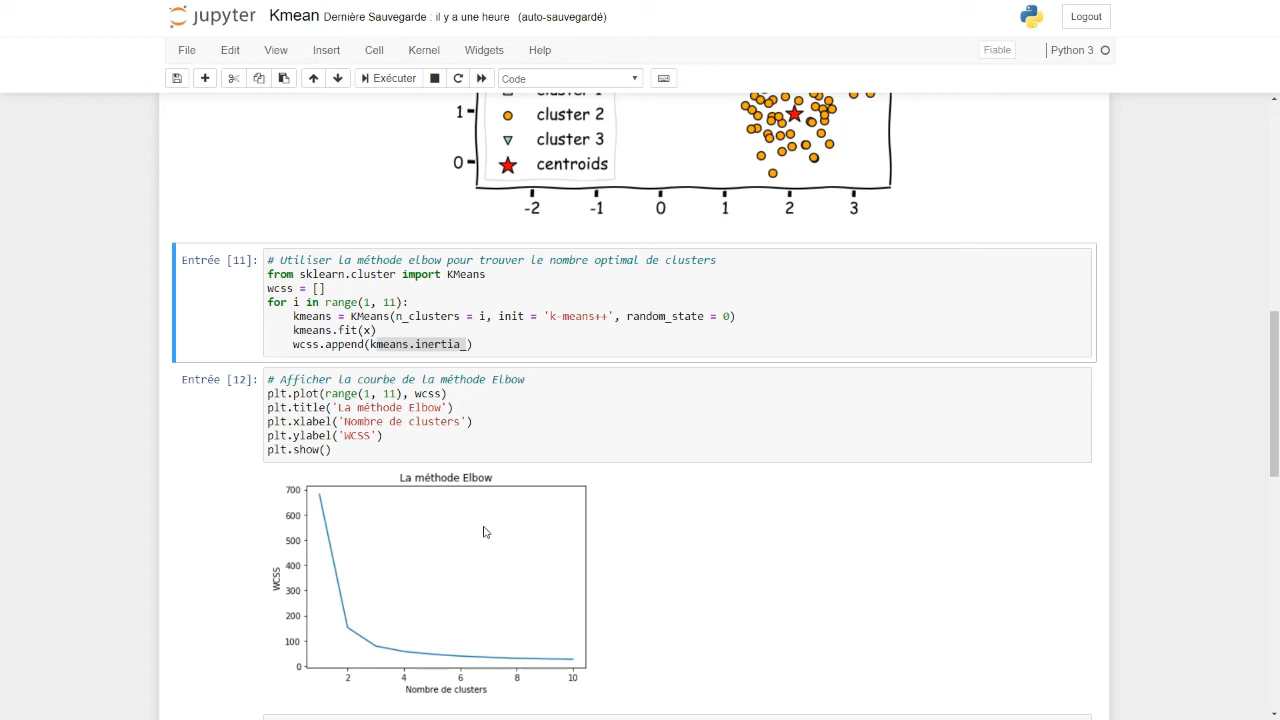 jupyter Kmean Dernière Sauvegarde : il y a une heure (auto-sauvegardé)
Logout
File Edit View Insert Cell Kernel Widgets Help
Fiable Python 3
Exécuter Code
1
cluster 1
cluster 2
cluster 3
0
centroids
-2 -1 0 1 2 3
Entrée [11]:
# Utiliser la méthode elbow pour trouver le nombre optimal de clusters
from sklearn.cluster import KMeans
wcss = []
for i in range(1, 11):
kmeans = KMeans(n_clusters = i, init = 'k-means++', random_state = 0)
kmeans.fit(x)
wcss.append(kmeans.inertia_)
Entrée [12]:
# Afficher la courbe de la méthode Elbow
plt.plot(range(1, 11), wcss)
plt.title('La méthode Elbow')
plt.xlabel('Nombre de clusters')
plt.ylabel('WCSS')
plt.show()
La méthode Elbow
700
600
500
400
300
200
100
0
WCSS
2 4 6 8 10
Nombre de clusters